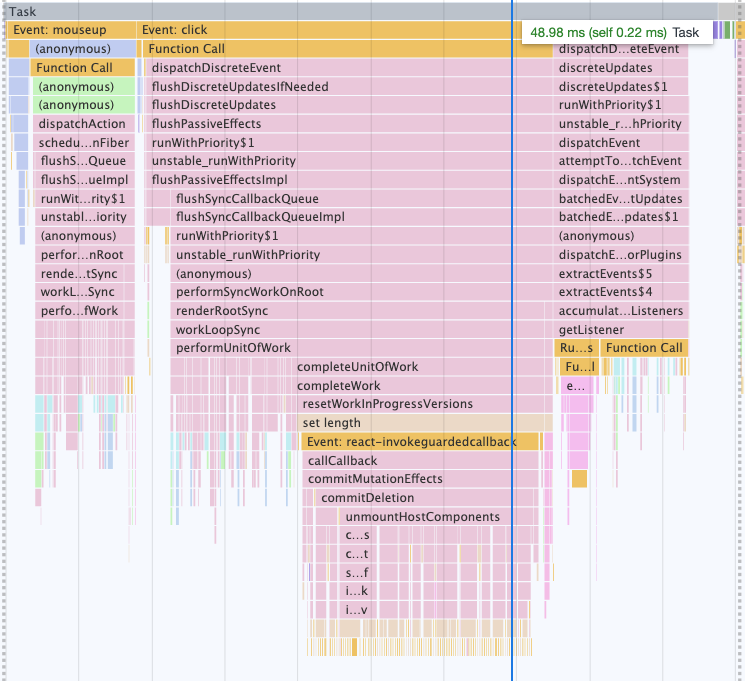 Task
Event: mouseup
Event: click
48.98 ms (self 0.22 ms) Task
(anonymous)
Function Call
dispatchD...eteEvent
Function Call
dispatchDiscreteEvent
discreteUpdates
(anonymous)
flushDiscreteUpdatesIfNeeded
discreteUpdates$1
(anonymous)
flushDiscreteUpdates
runWithPriority$1
dispatchAction
flushPassiveEffects
unstable_r...hPriority
schedu...nFiber
runWithPriority$1
dispatchEvent
flushS...Queue
unstable_runWithPriority
attemptTo...tchEvent
flushS...ueImpl
flushPassiveEffectsImpl
dispatchE...ntSystem
runWit...rity$1
flushSyncCallbackQueue
batchedEv...tUpdates
unstabl...iority
flushSyncCallbackQueueImpl
batchedE...pdates$1
(anonymous)
runWithPriority$1
(anonymous)
perfor...nRoot
unstable_runWithPriority
dispatchE...orPlugins
rende...tSync
(anonymous)
extractEvents$5
workL...Sync
performSyncWorkOnRoot
extractEvents$4
perfo...fWork
renderRootSync
accumulat...Listeners
workLoopSync
getListener
performUnitOfWork
Ru...s
Function Call
completeUnitOfWork
Fu...l
completeWork
e...
resetWorkInProgressVersions
set length
Event: react-invokeguardedcallback
callCallback
commitMutationEffects
commitDeletion
unmountHostComponents
c...s
c...t
s...f
i...k
i...v